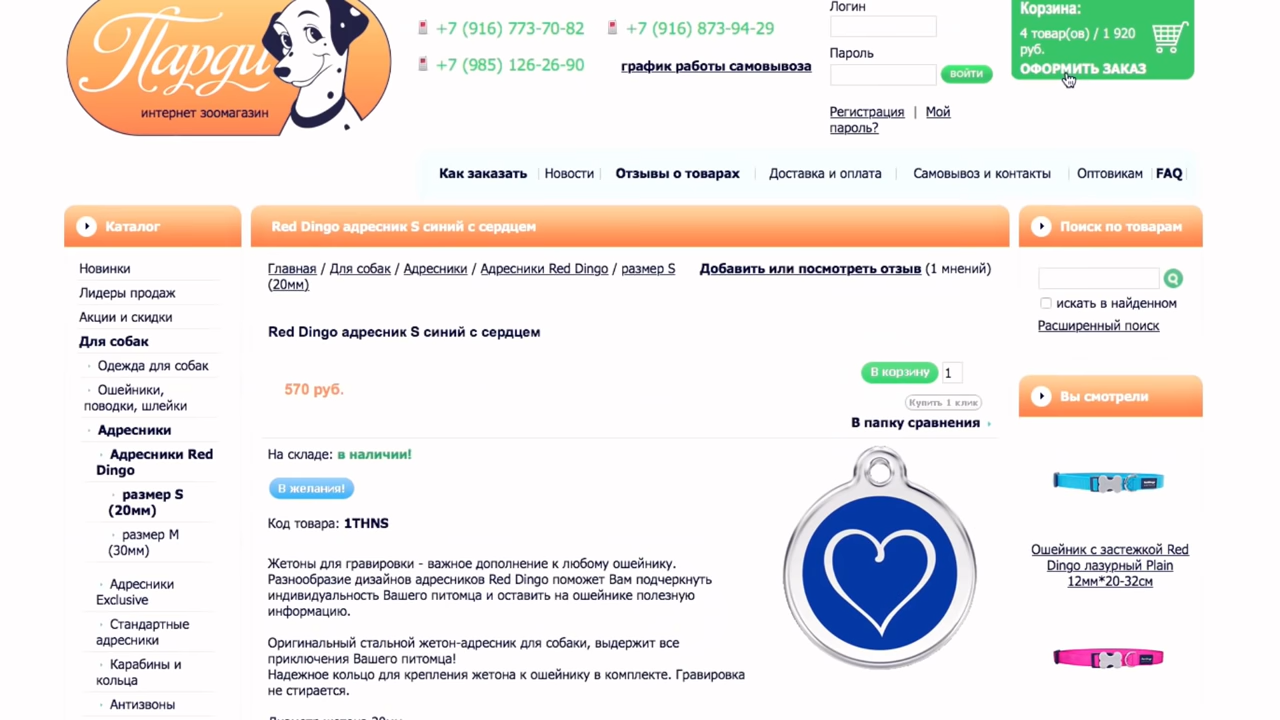 Парди
интернет зоомагазин
+7 (916) 773-70-82
+7 (916) 873-94-29
+7 (985) 126-26-90
график работы самовывоза
Логин
Пароль
войти
Регистрация | Мой
пароль?
Корзина:
4 товар(ов) / 1 920
руб.
ОФОРМИТЬ ЗАКАЗ
Как заказать
Новости
Отзывы о товарах
Доставка и оплата
Самовывоз и контакты
Оптовикам
FAQ
Каталог
Новинки
Лидеры продаж
Акции и скидки
Для собак
Одежда для собак
Ошейники,
поводки, шлейки
Адресники
Адресники Red
Dingo
размер S
(20мм)
размер M
(30мм)
Адресники
Exclusive
Стандартные
адресники
Карабины и
кольца
Антизвоны
Red Dingo адресник S синий с сердцем
Главная / Для собак / Адресники / Адресники Red Dingo / размер S
(20мм)
Добавить или посмотреть отзыв (1 мнений)
Red Dingo адресник S синий с сердцем
570 руб.
В корзину
1
Купить 1 клик
В папку сравнения
На складе: в наличии!
В желания!
Код товара: 1THNS
Жетоны для гравировки - важное дополнение к любому ошейнику.
Разнообразие дизайнов адресников Red Dingo поможет Вам подчеркнуть
индивидуальность Вашего питомца и оставить на ошейнике полезную
информацию.
Оригинальный стальной жетон-адресник для собаки, выдержит все
приключения Вашего питомца!
Надежное кольцо для крепления жетона к ошейнику в комплекте. Гравировка
не стирается.
Поиск по товарам
искать в найденном
Расширенный поиск
Вы смотрели
Ошейник с застежкой Red
Dingo лазурный Plain
12мм*20-32см